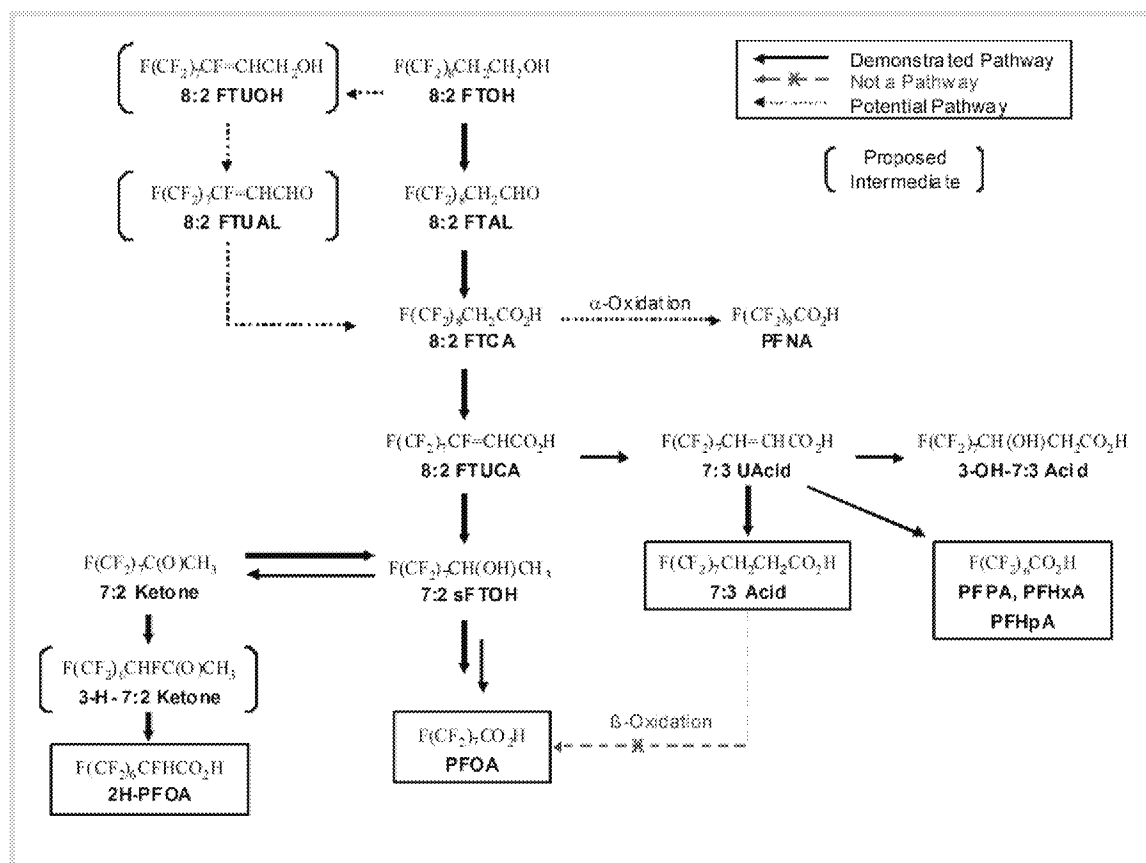 F(CF₂)₇CF=CHCH₂OH
8:2 FTUOH
F(CF₂)₈CH₂CH₂OH
8:2 FTOH
Demonstrated Pathway
Not a Pathway
Potential Pathway
Proposed
Intermediate
F(CF₂)₇CF=CHCHO
8:2 FTUAL
F(CF₂)₈CH₂CHO
8:2 FTAL
F(CF₂)₈CH₂CO₂H
8:2 FTCA
α-Oxidation
F(CF₂)₈CO₂H
PFNA
F(CF₂)₇CF=CHCO₂H
8:2 FTUCA
F(CF₂)₇CH=CHCO₂H
7:3 UAcid
F(CF₂)₇CH(OH)CH₂CO₂H
3-OH-7:3 Acid
F(CF₂)₇C(O)CH₃
7:2 Ketone
F(CF₂)₇CH(OH)CH₃
7:2 sFTOH
F(CF₂)₇CH₂CH₂CO₂H
7:3 Acid
F(CF₂)₆CO₂H
PFPA, PFHxA
PFHpA
F(CF₂)₆CHFC(O)CH₃
3-H-7:2 Ketone
F(CF₂)₆CFHCO₂H
2H-PFOA
F(CF₂)₇CO₂H
PFOA
ß-Oxidation